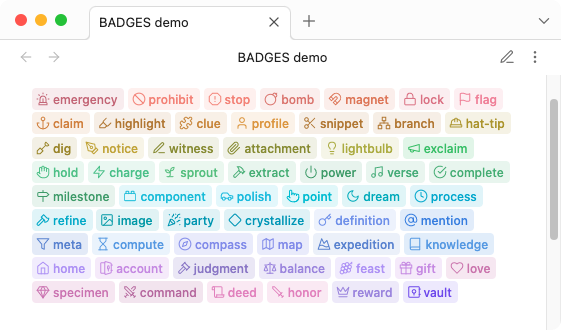 BADGES demo
BADGES demo
emergency prohibit stop bomb magnet lock flag
claim highlight clue profile snippet branch hat-tip
dig notice witness attachment lightbulb exclaim
hold charge sprout extract power verse complete
milestone component polish point dream process
refine image party crystallize definition mention
meta compute compass map expedition knowledge
home account judgment balance feast gift love
specimen command deed honor reward vault